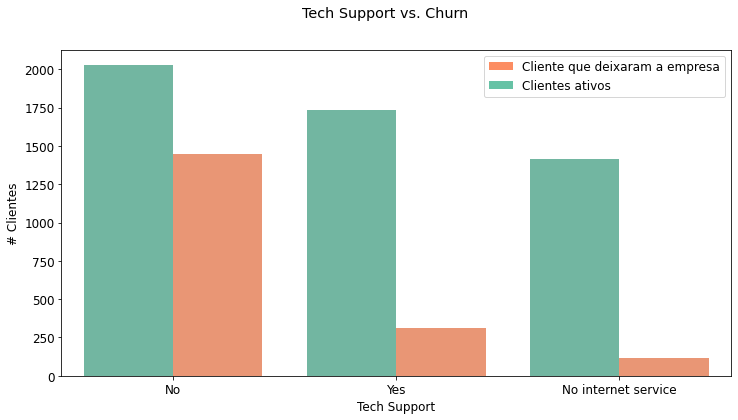 Tech Support vs. Churn
Cliente que deixaram a empresa
Clientes ativos
# Clientes
2000
1750
1500
1250
1000
750
500
250
0
No
Yes
No internet service
Tech Support